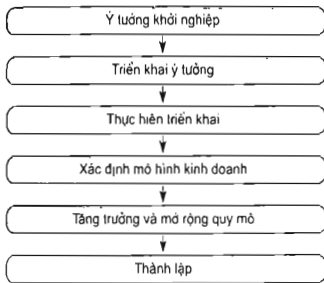 Ý tưởng khởi nghiệp
Triển khai ý tưởng
Thực hiên triển khai
Xác định mô hình kinh doanh
Tăng trưởng và mở rộng quy mô
Thành lập